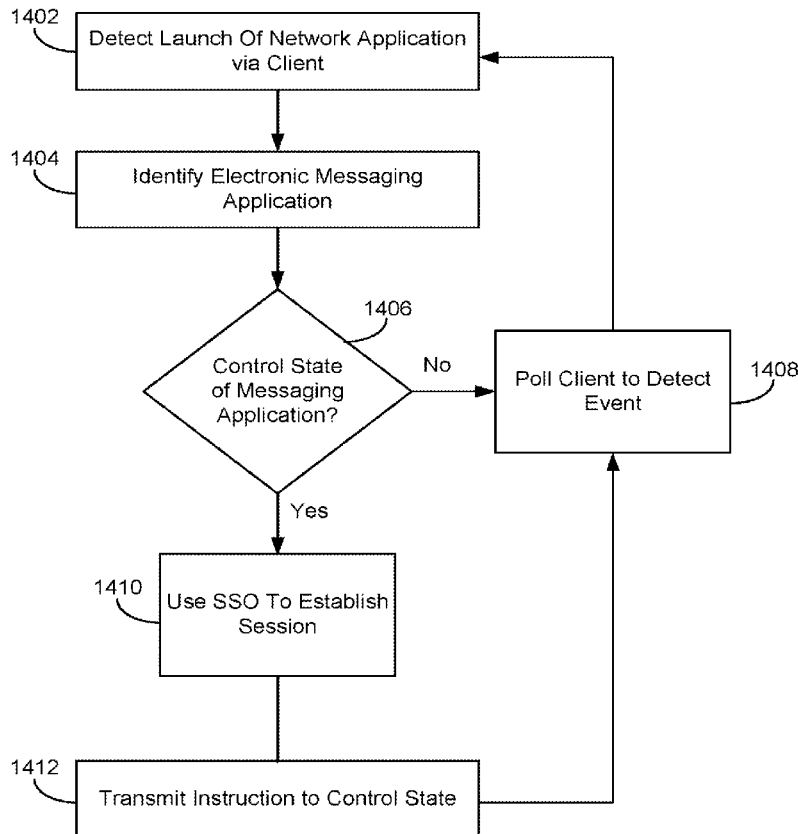 1402
Detect Launch Of Network Application
via Client
1404
Identify Electronic Messaging
Application
1406
Control State
of Messaging
Application?
No
Poll Client to Detect
Event
1408
Yes
1410
Use SSO To Establish
Session
1412
Transmit Instruction to Control State